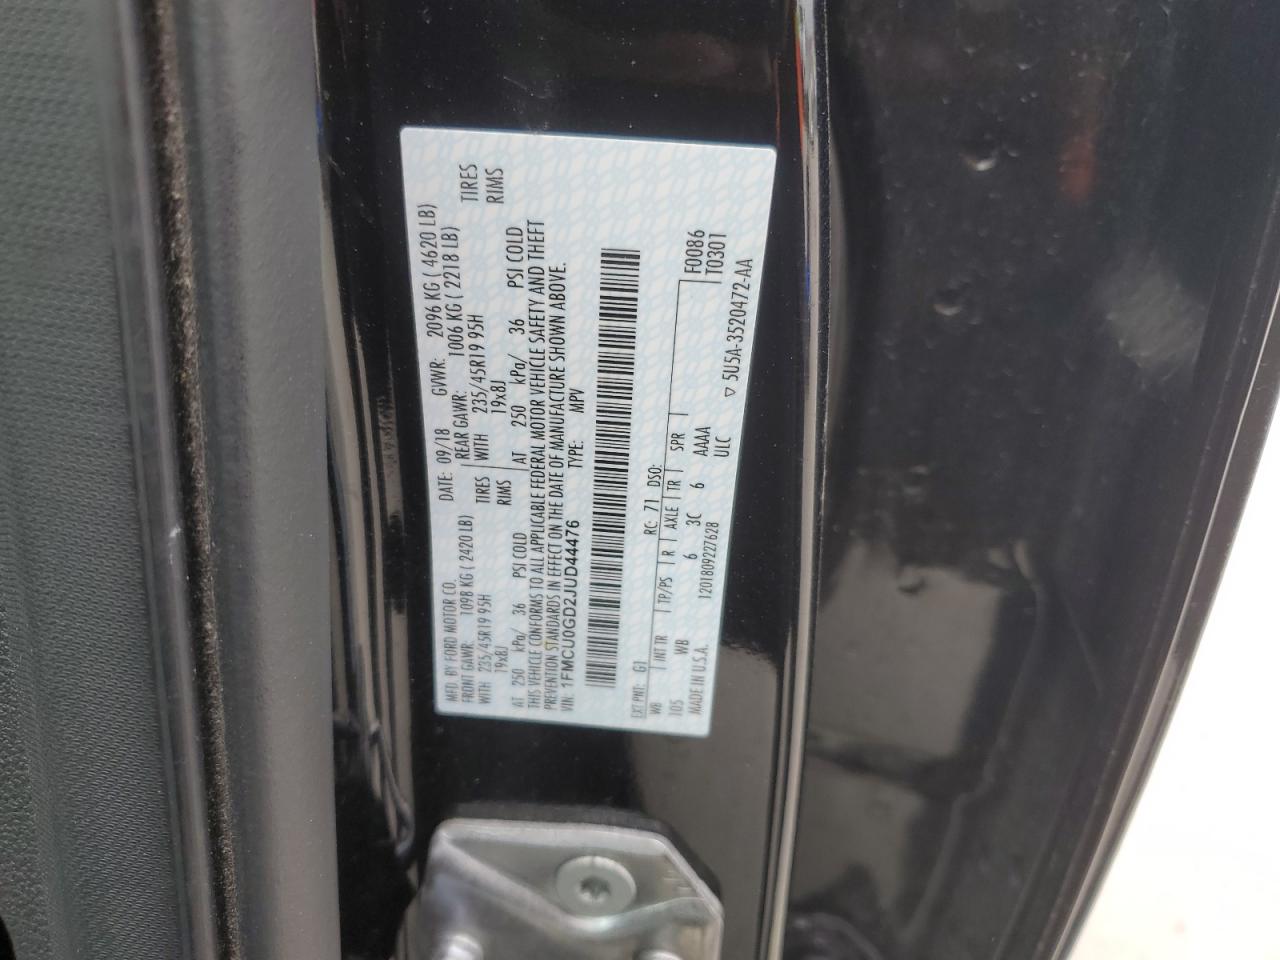 MFD. BY FORD MOTOR CO. DATE: 09/18 GVWR: 2096 KG ( 4620 LB)
FRONT GAWR: 1098 KG ( 2420 LB) REAR GAWR: 1006 KG ( 2218 LB)
WITH 235/45R19 95H TIRES WITH 235/45R19 95H TIRES
19x8J RIMS 19x8J RIMS
AT 250 kPa/ 36 PSI COLD AT 250 kPa/ 36 PSI COLD
THIS VEHICLE CONFORMS TO ALL APPLICABLE FEDERAL MOTOR VEHICLE SAFETY AND THEFT
PREVENTION STANDARDS IN EFFECT ON THE DATE OF MANUFACTURE SHOWN ABOVE.
VIN: 1FMCU0GD2JUD44476 TYPE: MPV
EXT PNT: G1 RC: 71 DSO: F0086
WB INT TR TP/PS R AXLE TR SPR T0301
105 WB 6 3C 6 AAAA
MADE IN U.S.A. 1201809227628 ULC
▽ 5U5A-3520472-AA